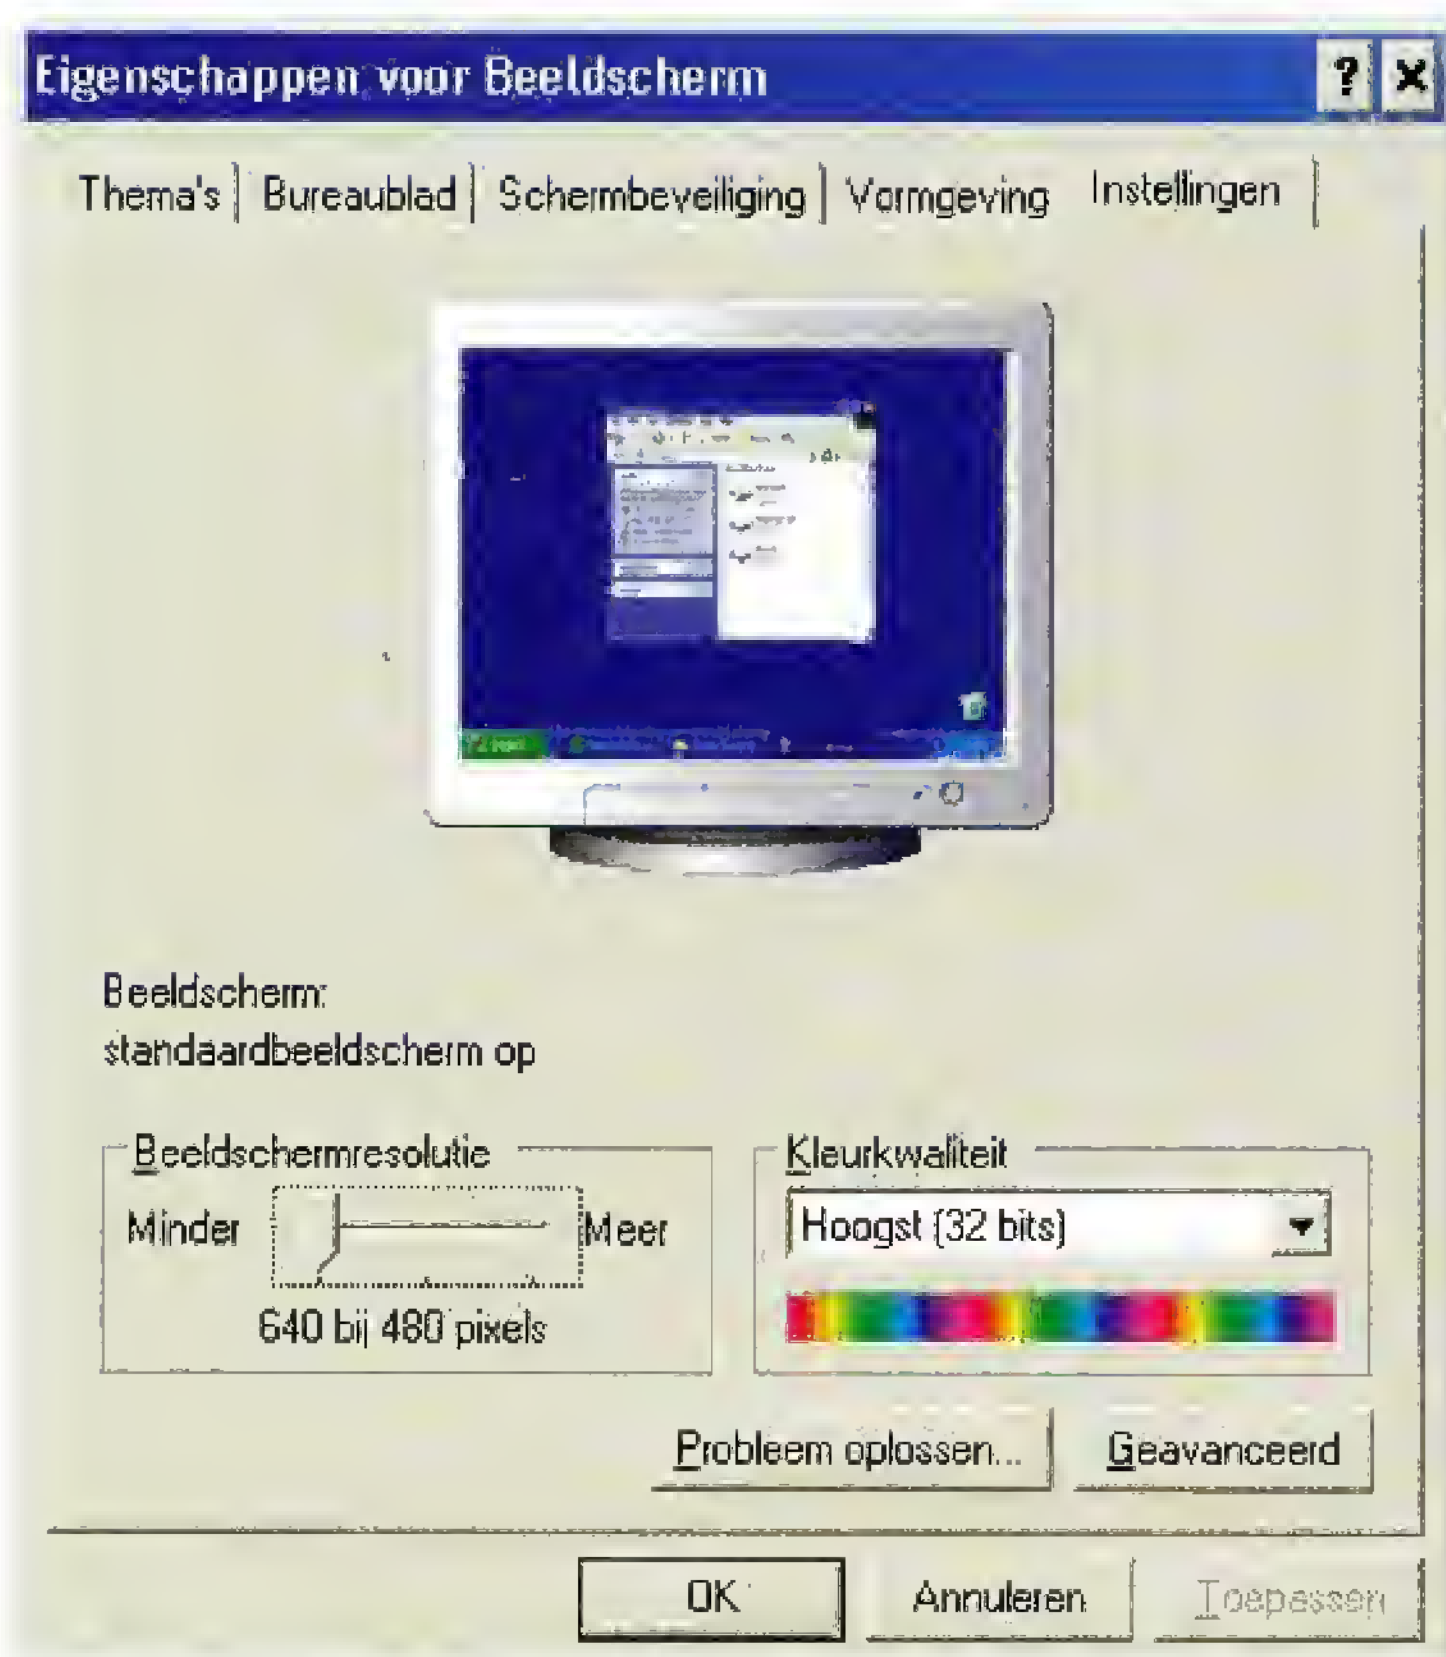 Eigenschappen voor Beeldscherm
Thema's Bureaublad Schermbeveiliging Vormgeving Instellingen
Beeldscherm:
standaardbeeldscherm op
Beeldschermresolutie
Minder Meer
640 bij 480 pixels
Kleurkwaliteit
Hoogst (32 bits)
Probleem oplossen... Geavanceerd
OK Annuleren Toepassen